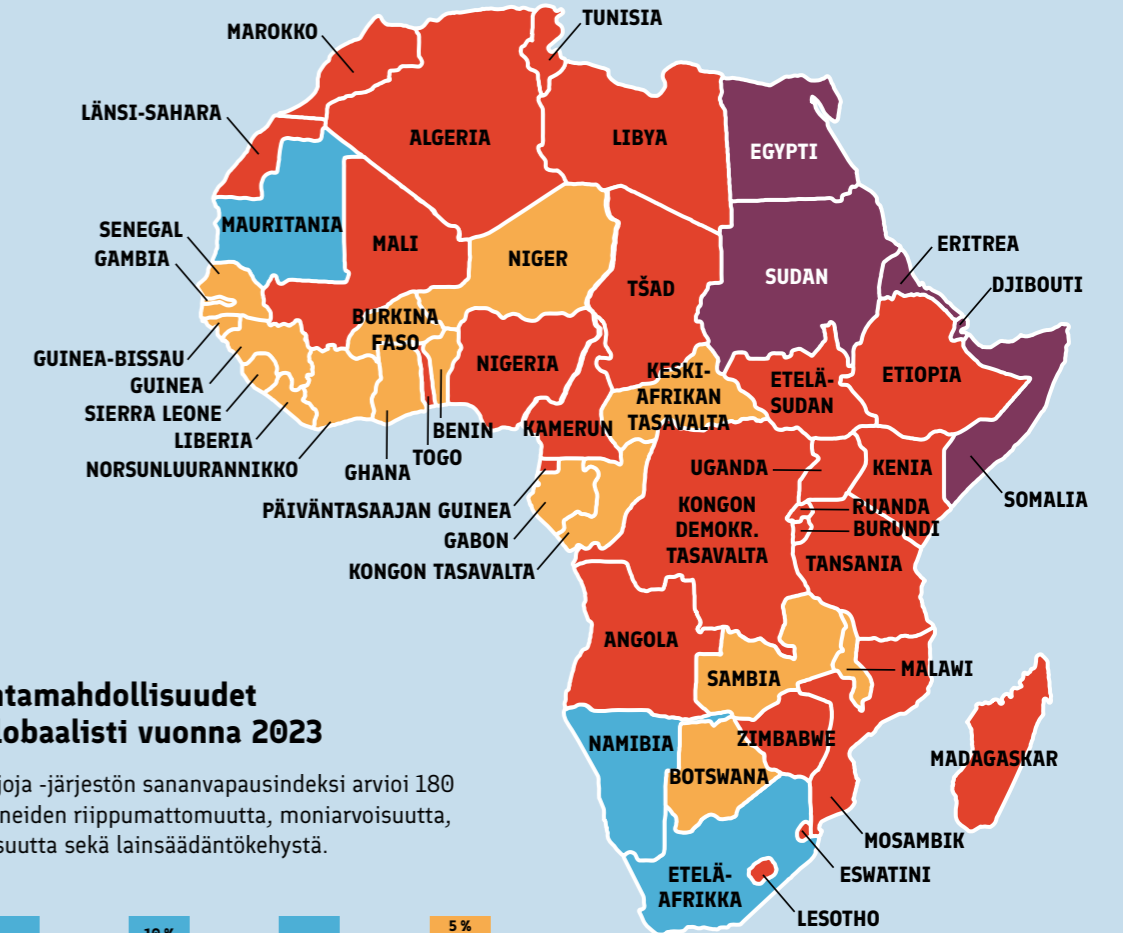 TUNISIA
MAROKKO
LÄNSI-SAHARA
ALGERIA
LIBYA
EGYPTI
MAURITANIA
SENEGAL
GAMBIA
MALI
NIGER
TŠAD
SUDAN
ERITREA
DJIBOUTI
BURKINA
FASO
GUINEA-BISSAU
GUINEA
SIERRA LEONE
LIBERIA
NORSUNLUURANNIKKO
GHANA
TOGO
BENIN
NIGERIA
KAMERUN
KESKI-
AFRIKAN
TASAVALTA
ETELÄ-
SUDAN
ETIOPIA
UGANDA
KENIA
SOMALIA
PÄIVÄNTASAAJAN GUINEA
GABON
KONGON TASAVALTA
KONGON
DEMOKR.
TASAVALTA
RUANDA
BURUNDI
TANSANIA
ANGOLA
SAMBIA
MALAWI
NAMIBIA
ZIMBABWE
BOTSWANA
MADAGASKAR
MOSAMBIK
ESWATINI
ETELÄ-
AFRIKKA
LESOTHO
ntamahdollisuudet
lobaalisti vuonna 2023
joja -järjestön sananvapausindeksi arvioi 180
neiden riippumattomuutta, moniarvoisuutta,
suutta sekä lainsäädäntökehystä.
10 %
5 %